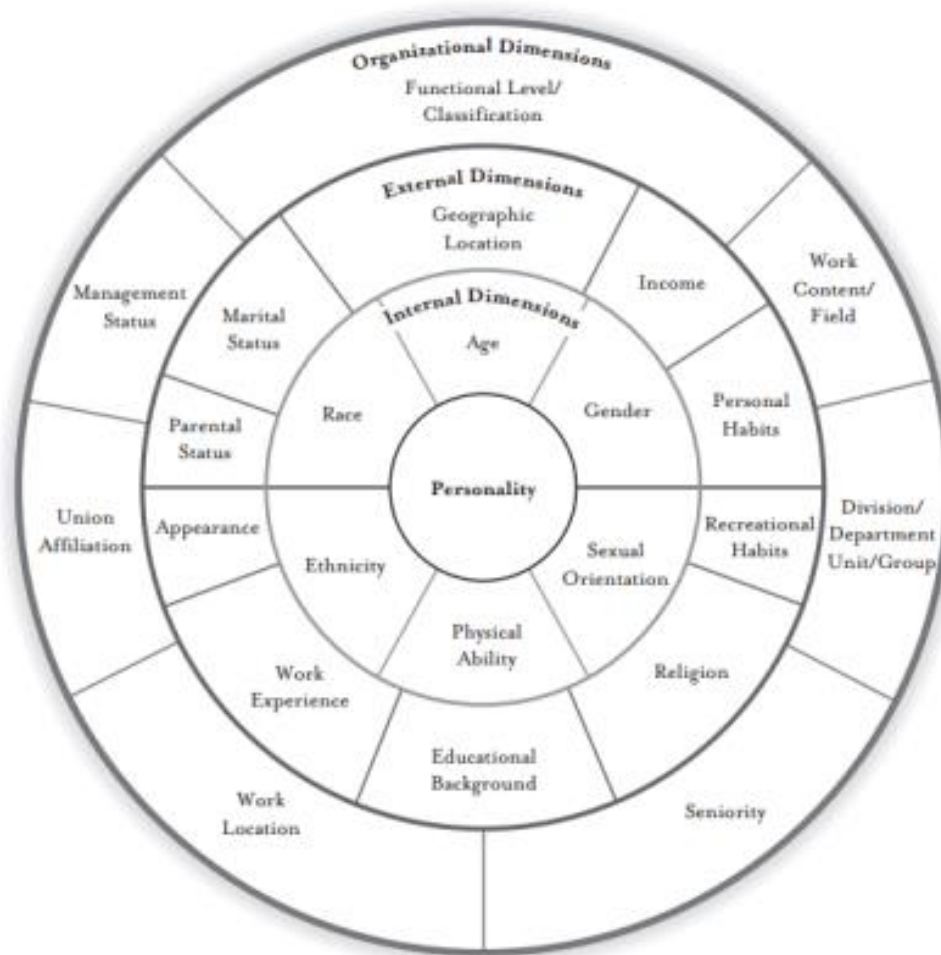 Organizational Dimensions
Functional Level/
Classification
External Dimensions
Geographic
Location
Income
Work
Content/
Field
Management
Status
Marital
Status
Internal Dimensions
Age
Race
Gender
Personal
Habits
Parental
Status
Personality
Union
Affiliation
Appearance
Ethnicity
Sexual
Orientation
Recreational
Habits
Division/
Department
Unit/Group
Physical
Ability
Work
Experience
Religion
Educational
Background
Work
Location
Seniority